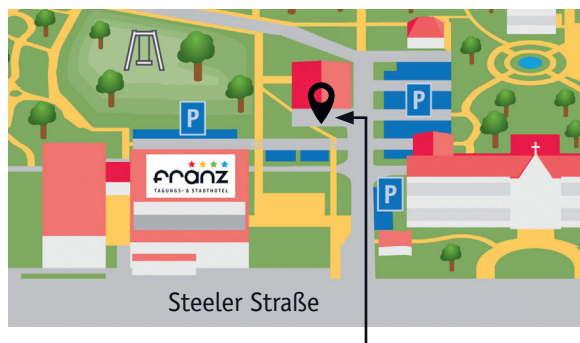 P
P
franz
TAGUNGS- & STADTHOTEL
P
Steeler Straße